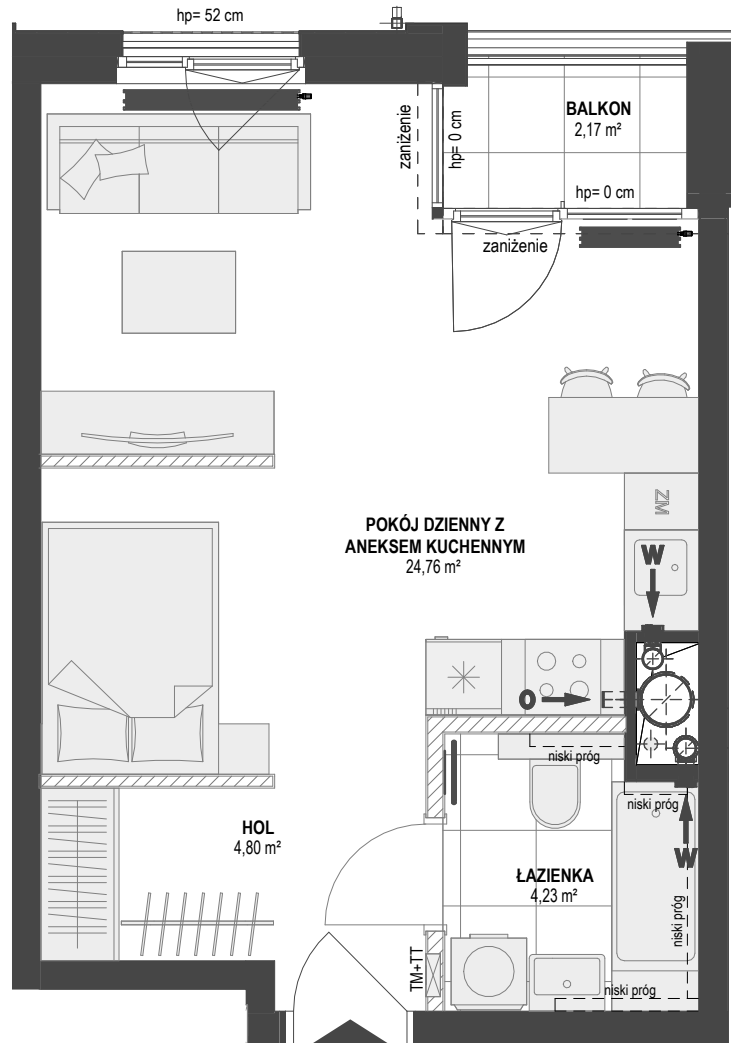 hp= 52 cm
BALKON
2,17 m²
zaniżenie
hp= 0 cm
hp= 0 cm
zaniżenie
ZM
POKÓJ DZIENNY Z
ANEKSEM KUCHENNYM
24,76 m²
W
O
niski próg
niski próg
HOL
4,80 m²
W
ŁAZIENKA
4,23 m²
niski próg
TM+TT
niski próg